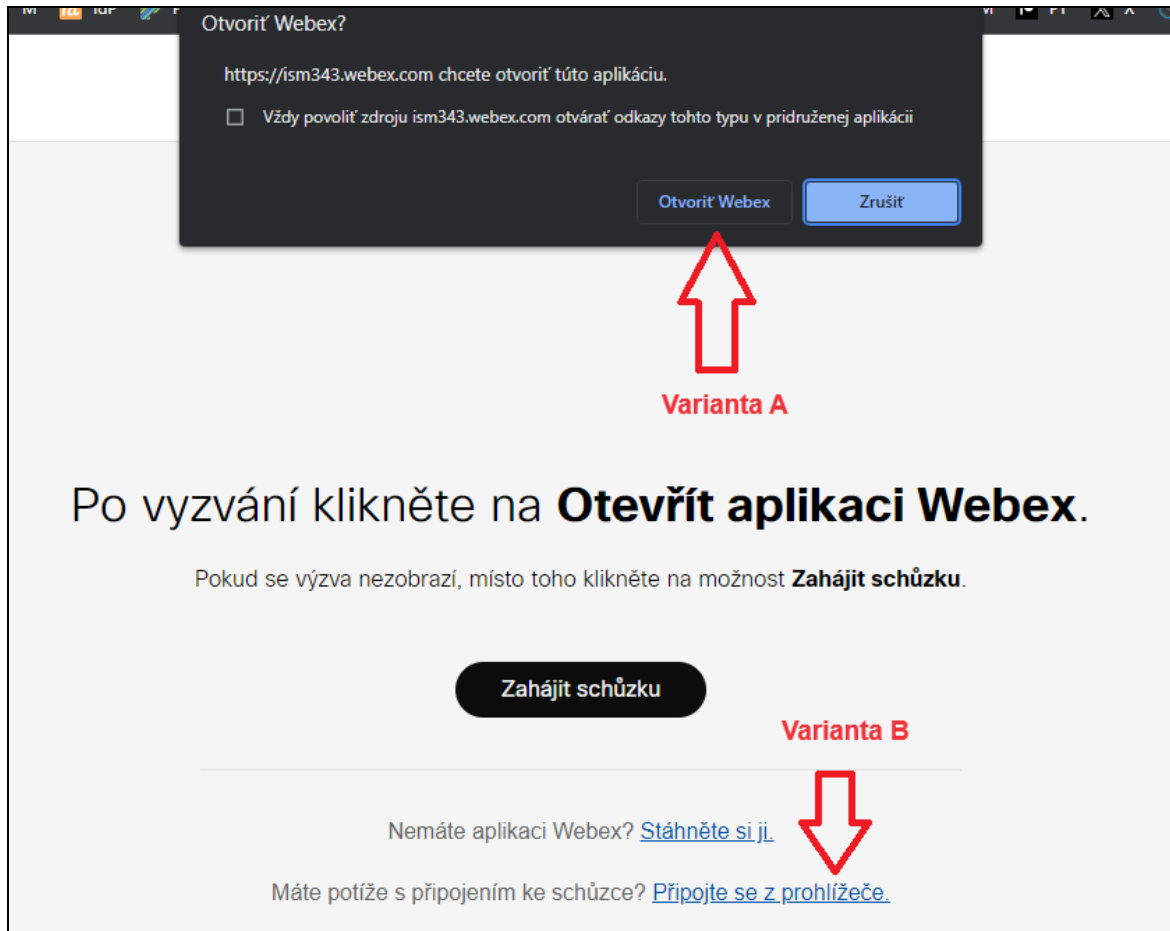 Otvoriť Webex?
https://ism343.webex.com chcete otvoriť túto aplikáciu.
Vždy povoliť zdroju ism343.webex.com otvárať odkazy tohto typu v pridruženej aplikácii
Otvoriť Webex Zrušiť
Varianta A
Po vyzvání klikněte na Otevřít aplikaci Webex.
Pokud se výzva nezobrazí, místo toho klikněte na možnost Zahájit schůzku.
Zahájit schůzku
Varianta B
Nemáte aplikaci Webex? Stáhněte si ji.
Máte potíže s připojením ke schůzce? Připojte se z prohlížeče.